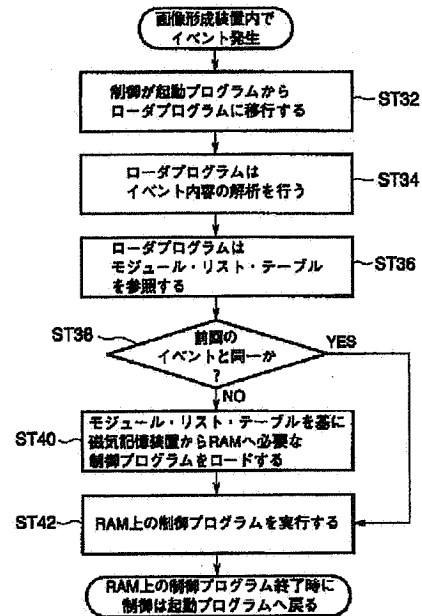 画像形成装置内で
イベント発生
制御が起動プログラムから
ローダプログラムに移行する
ST32
ローダプログラムは
イベント内容の解析を行う
ST34
ローダプログラムは
モジュール・リスト・テーブル
を参照する
ST36
ST38
前回の
イベントと同一か
?
YES
NO
ST40
モジュール・リスト・テーブルを基に
磁気記憶装置からRAMへ必要な
制御プログラムをロードする
ST42
RAM上の制御プログラムを実行する
RAM上の制御プログラム終了時に
制御は起動プログラムへ戻る